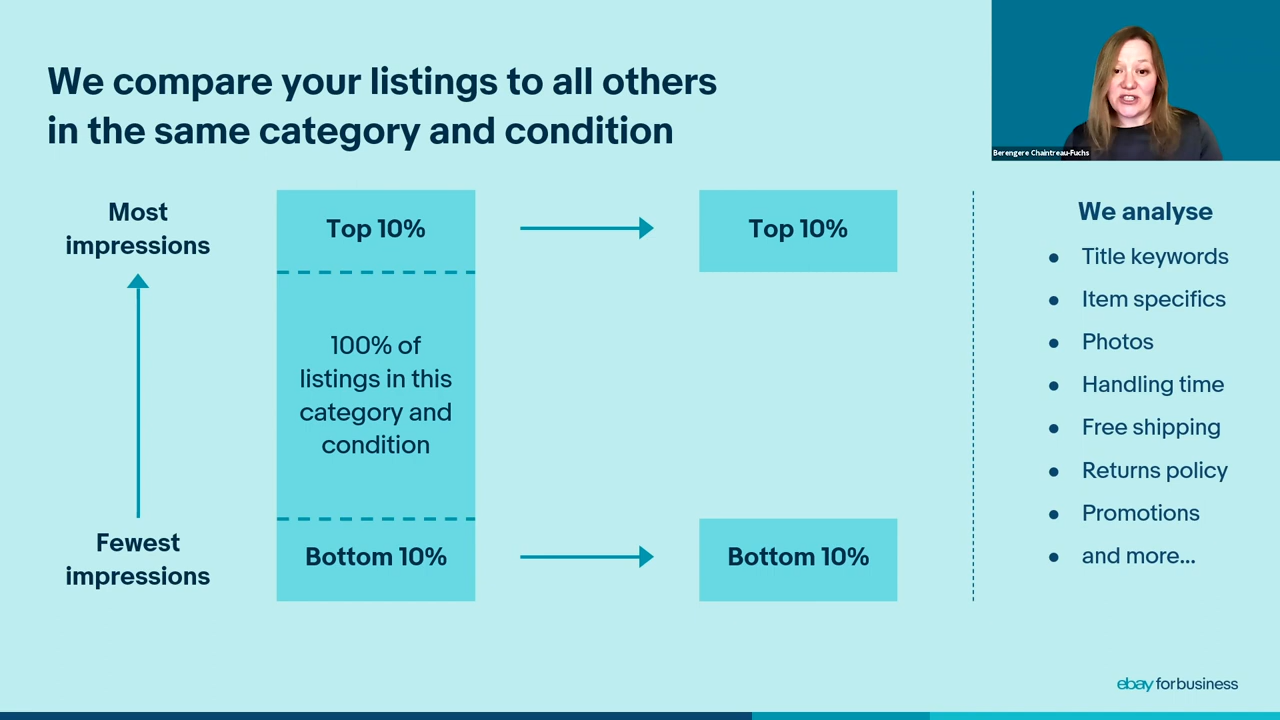 We compare your listings to all others
in the same category and condition
Berengere Chaintreau-Fuchs
Most
impressions
Fewest
impressions
Top 10%
100% of
listings in this
category and
condition
Bottom 10%
Top 10%
Bottom 10%
We analyse
● Title keywords
● Item specifics
● Photos
● Handling time
● Free shipping
● Returns policy
● Promotions
● and more...
ebay for business